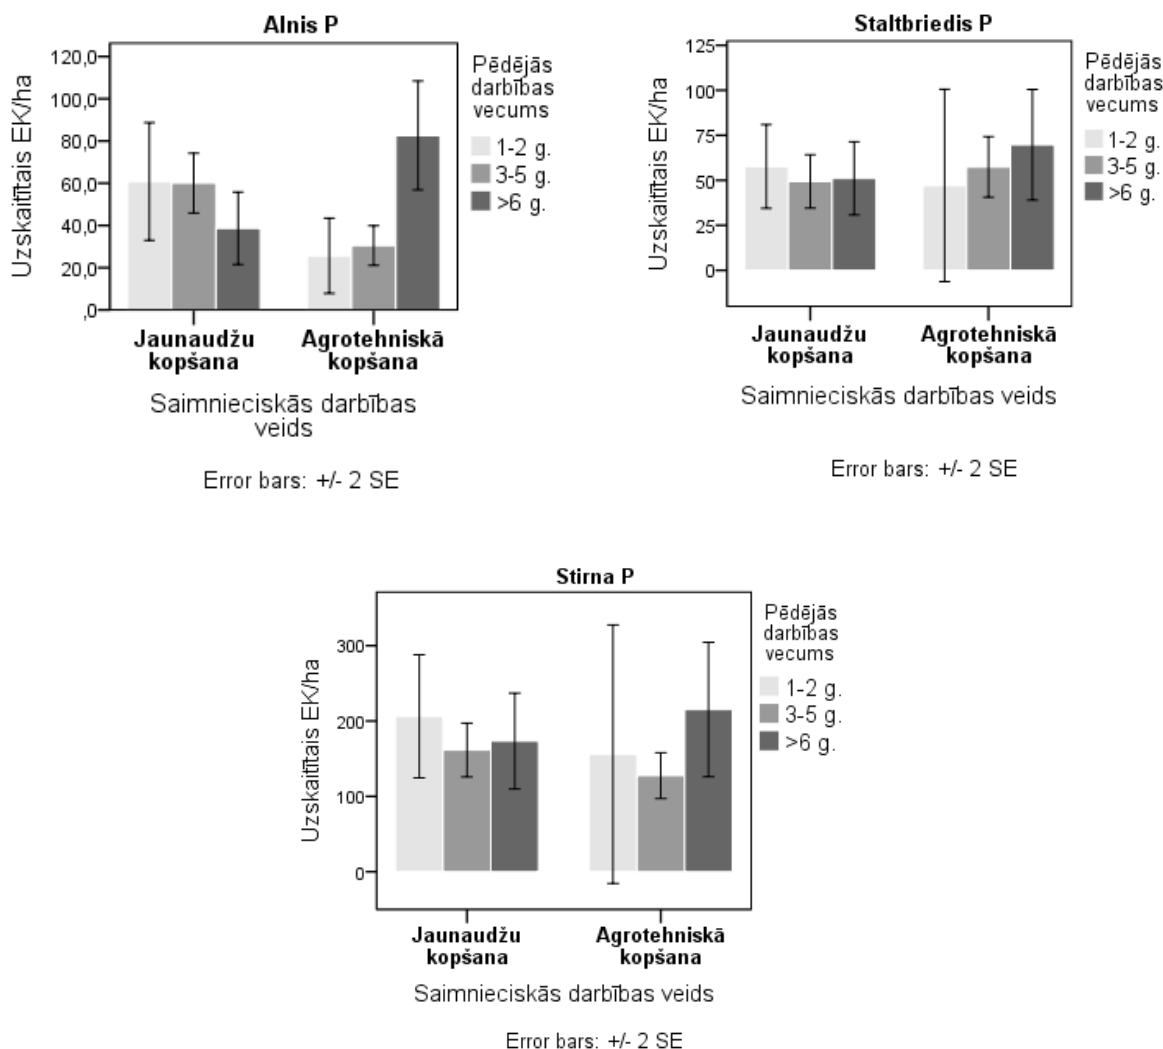 Alnis P
Uzskaitītais EK/ha
120,0
100,0
80,0
60,0
40,0
20,0
,0
Jaunaudžu
kopšana
Agrotehniskā
kopšana
Saimnieciskās darbības
veids
Pēdējās
darbības
vecums
1-2 g.
3-5 g.
>6 g.
Error bars: +/- 2 SE
Staltbriedis P
Uzskaitītais EK/ha
125
100
75
50
25
0
Jaunaudžu
kopšana
Agrotehniskā
kopšana
Saimnieciskās darbības veids
Pēdējās
darbības
vecums
1-2 g.
3-5 g.
>6 g.
Error bars: +/- 2 SE
Stirna P
Uzskaitītais EK/ha
300
200
100
0
Jaunaudžu
kopšana
Agrotehniskā
kopšana
Saimnieciskās darbības veids
Pēdējās
darbības
vecums
1-2 g.
3-5 g.
>6 g.
Error bars: +/- 2 SE